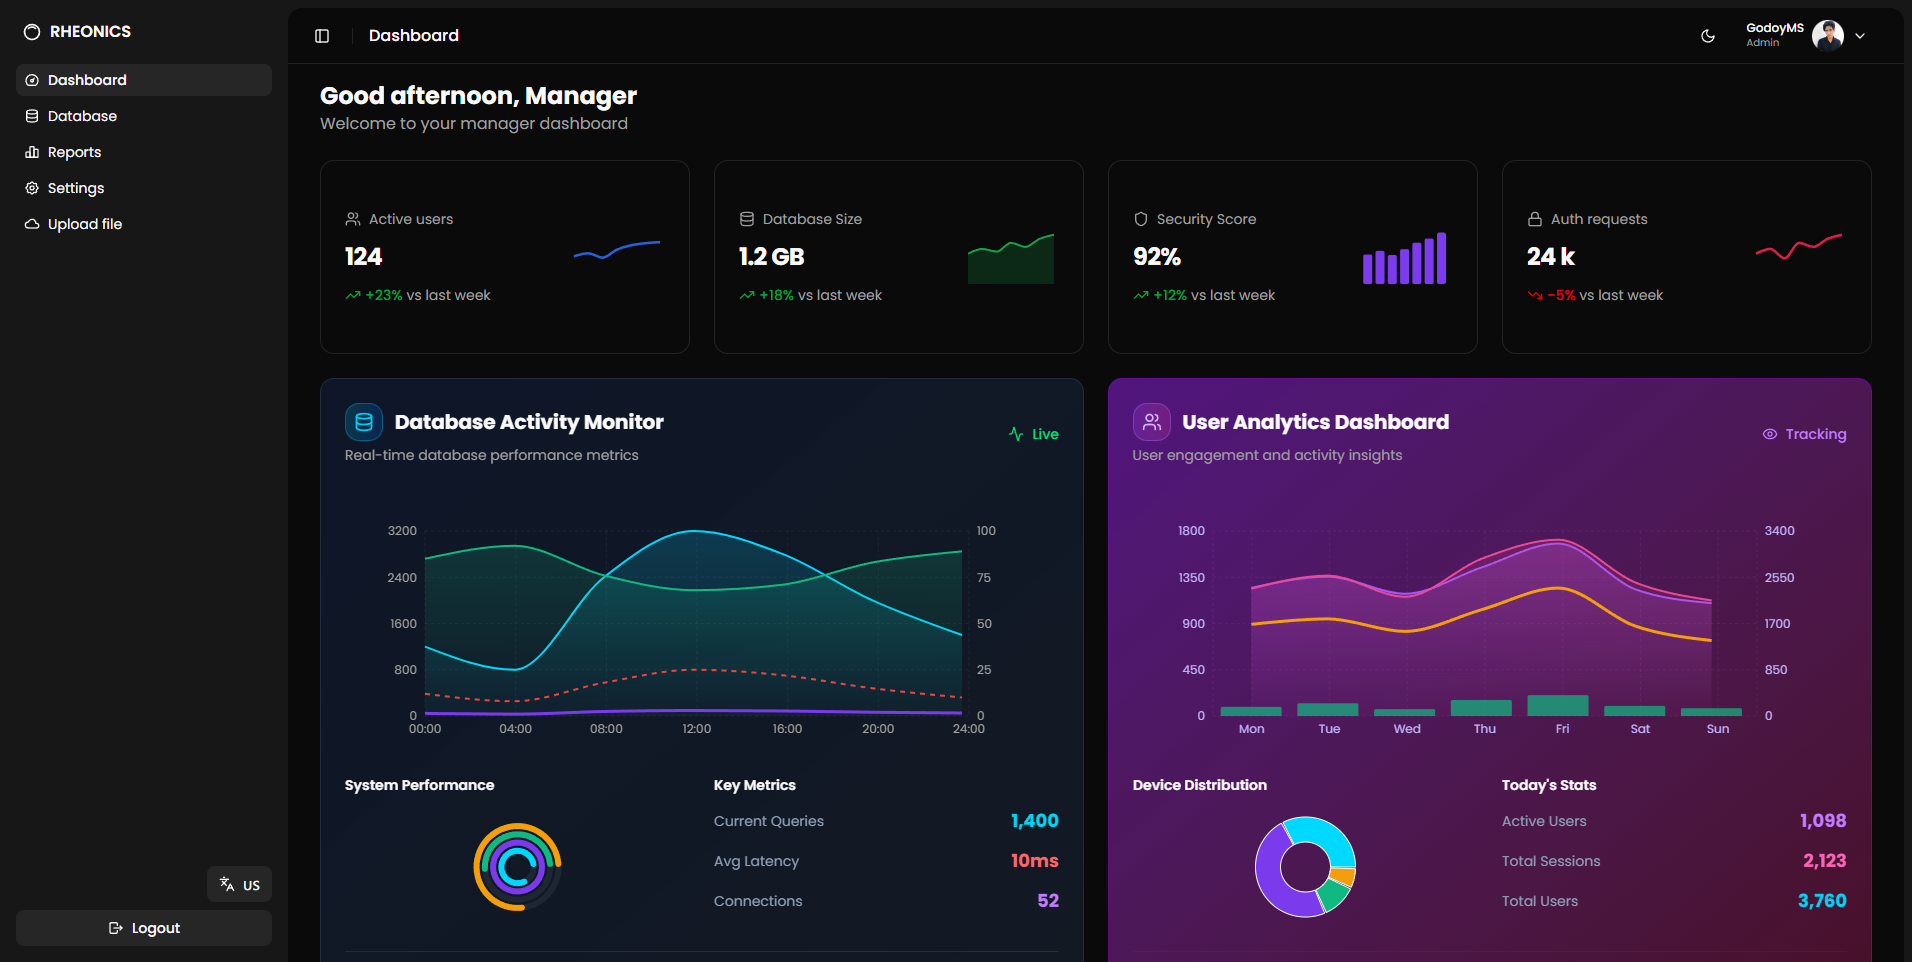 RHEONICS
Dashboard
Database
Reports
Settings
Upload file
US
Logout
Dashboard
GodoyMS
Admin
Good afternoon, Manager
Welcome to your manager dashboard
Active users
124
+23% vs last week
Database Size
1.2 GB
+18% vs last week
Security Score
92%
+12% vs last week
Auth requests
24 k
-5% vs last week
Database Activity Monitor
Real-time database performance metrics
Live
3200
2400
1600
800
0
100
75
50
25
0
00:00 04:00 08:00 12:00 16:00 20:00 24:00
System Performance
Key Metrics
Current Queries 1,400
Avg Latency 10ms
Connections 52
User Analytics Dashboard
User engagement and activity insights
Tracking
1800
1350
900
450
0
3400
2550
1700
850
0
Mon Tue Wed Thu Fri Sat Sun
Device Distribution
Today's Stats
Active Users 1,098
Total Sessions 2,123
Total Users 3,760